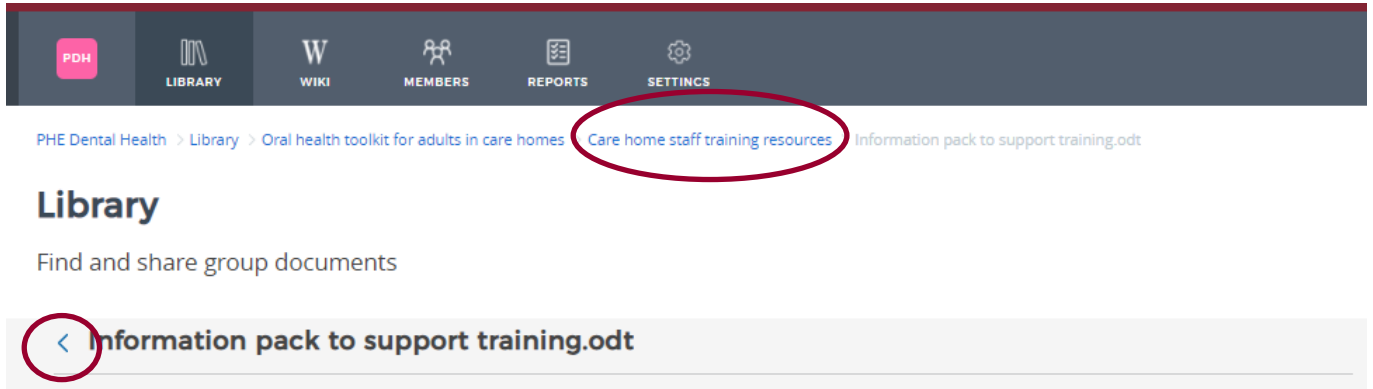 PDH
LIBRARY WIKI MEMBERS REPORTS SETTINGS
PHE Dental Health > Library > Oral health toolkit for adults in care homes Care home staff training resources Information pack to support training.odt
Library
Find and share group documents
< Information pack to support training.odt